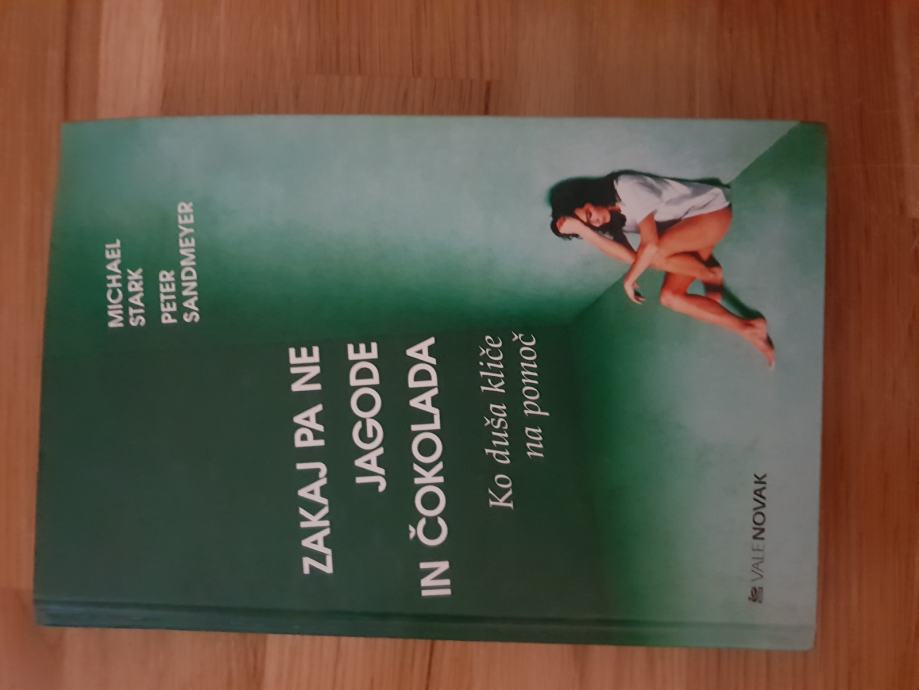 MICHAEL
STARK
PETER
SANDMEYER
ZAKAJ PA NE
JAGODE
IN ČOKOLADA
Ko duša kliče
na pomoč
VALENOVAK